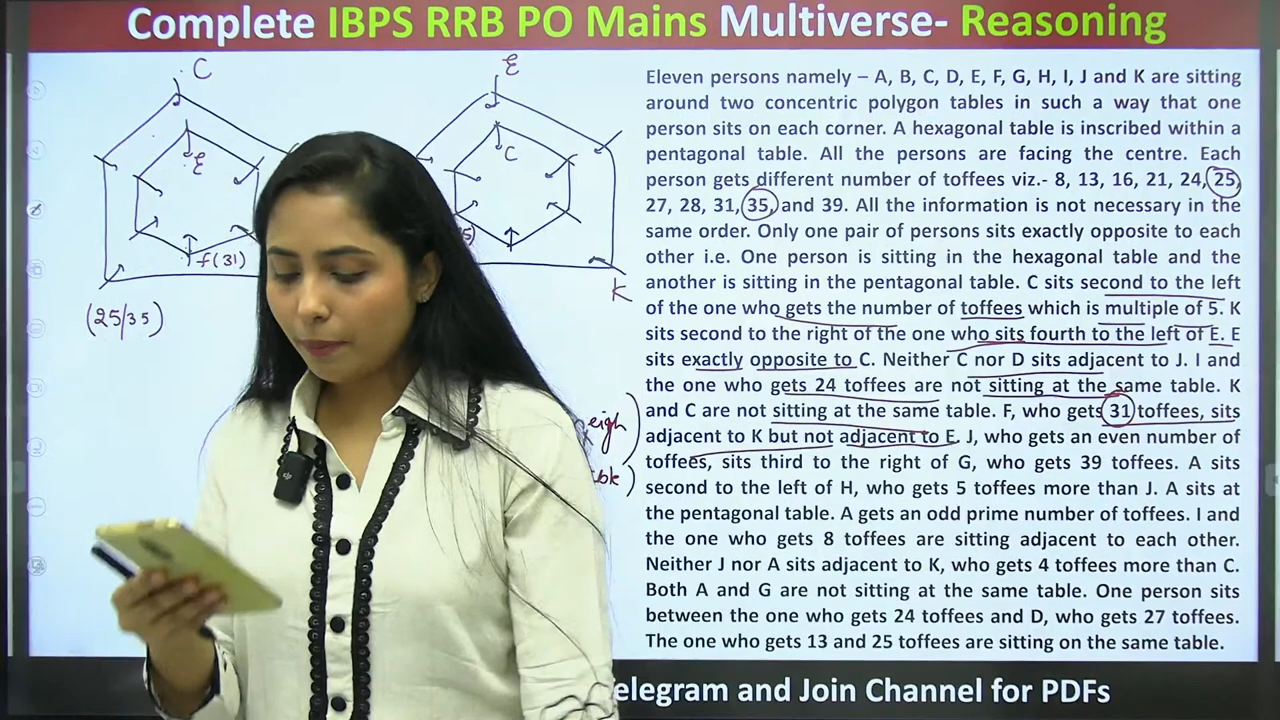 Complete IBPS RRB PO Mains Multiverse- Reasoning
C
E
E
C
f(31)
5)
K
(25/35)
eigh
ble
Eleven persons namely – A, B, C, D, E, F, G, H, I, J and K are sitting
around two concentric polygon tables in such a way that one
person sits on each corner. A hexagonal table is inscribed within a
pentagonal table. All the persons are facing the centre. Each
person gets different number of toffees viz.- 8, 13, 16, 21, 24, 25,
27, 28, 31, 35, and 39. All the information is not necessary in the
same order. Only one pair of persons sits exactly opposite to each
other i.e. One person is sitting in the hexagonal table and the
another is sitting in the pentagonal table. C sits second to the left
of the one who gets the number of toffees which is multiple of 5. K
sits second to the right of the one who sits fourth to the left of E. E
sits exactly opposite to C. Neither C nor D sits adjacent to J. I and
the one who gets 24 toffees are not sitting at the same table. K
and C are not sitting at the same table. F, who gets 31 toffees, sits
adjacent to K but not adjacent to E. J, who gets an even number of
toffees, sits third to the right of G, who gets 39 toffees. A sits
second to the left of H, who gets 5 toffees more than J. A sits at
the pentagonal table. A gets an odd prime number of toffees. I and
the one who gets 8 toffees are sitting adjacent to each other.
Neither J nor A sits adjacent to K, who gets 4 toffees more than C.
Both A and G are not sitting at the same table. One person sits
between the one who gets 24 toffees and D, who gets 27 toffees.
The one who gets 13 and 25 toffees are sitting on the same table.
elegram and Join Channel for PDFs